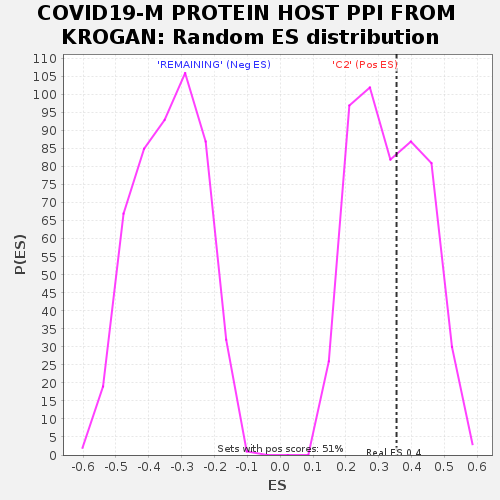 COVID19-M PROTEIN HOST PPI FROM
KROGAN: Random ES distribution
'REMAINING' (Neg ES)
'C2' (Pos ES)
110
105
100
95
90
85
80
75
70
65
60
55
50
45
40
35
30
25
20
15
10
5
0
P(ES)
Sets with pos scores: 51%
Real ES 0.4
-0.6 -0.5 -0.4 -0.3 -0.2 -0.1 0.0 0.1 0.2 0.3 0.4 0.5 0.6
ES